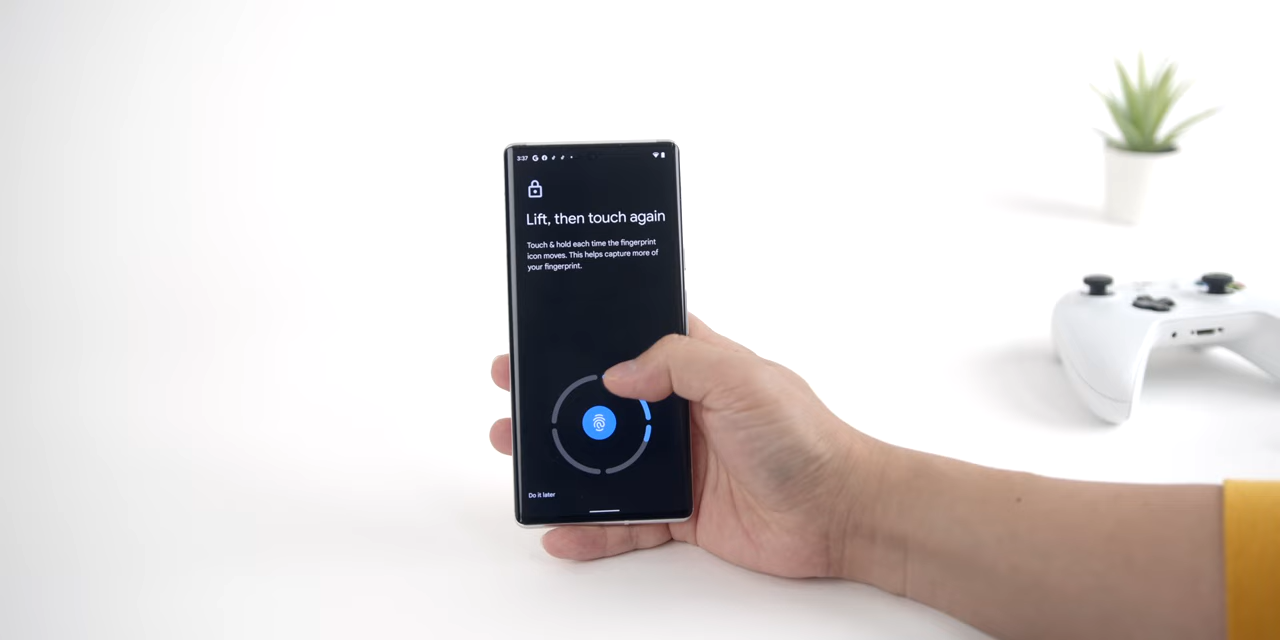 3:37
Lift, then touch again
Touch & hold each time the fingerprint
icon moves. This helps capture more of
your fingerprint.
Do it later